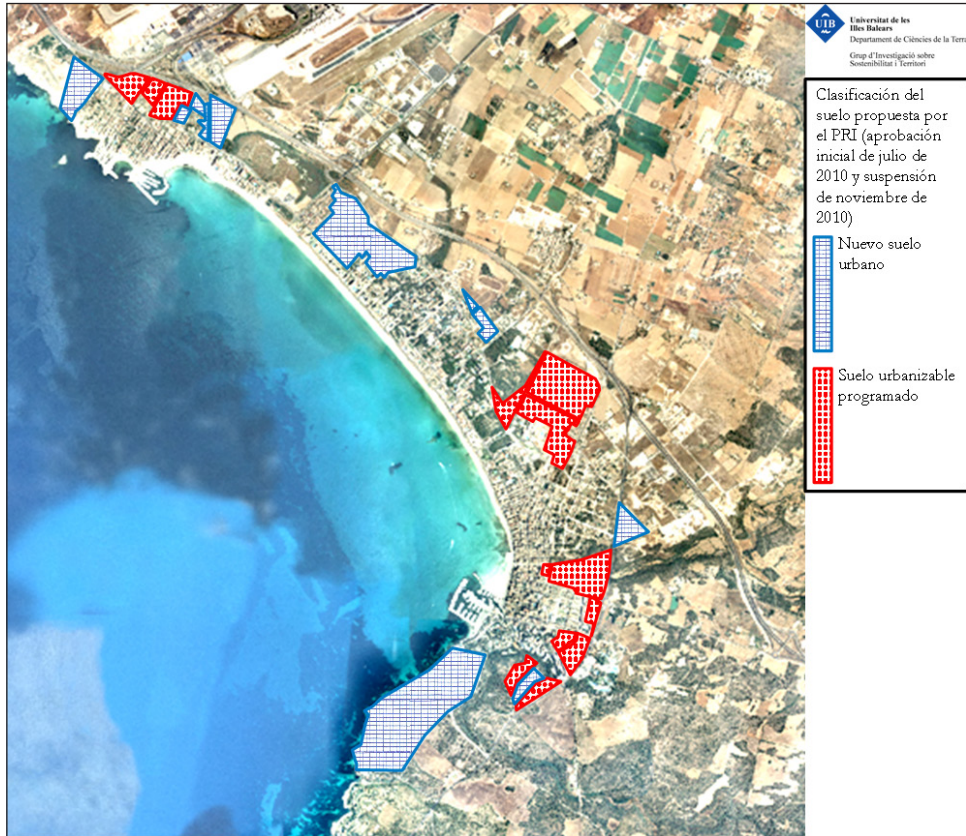 UIB
Universitat de les
Illes Balears
Departament de Ciències de la Terra
Grup d'Investigació sobre
Sostenibilitat i Territori
Clasificación del
suelo propuesta por
el PRI (aprobación
inicial de julio de
2010 y suspensión
de noviembre de
2010)
Nuevo suelo
urbano
Suelo urbanizable
programado